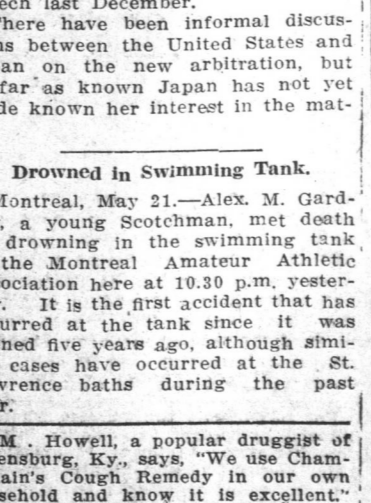 ech last December.
here have been informal discus-
ns between the United States and
an on the new arbitration, but
far as known Japan has not yet
de known her interest in the mat-
Drowned in Swimming Tank.
Montreal, May 21.—Alex. M. Gard-
, a young Scotchman, met death
drowning in the swimming tank
the Montreal Amateur Athletic
ociation here at 10.30 p.m. yester-
. It is the first accident that has
urred at the tank since it was
ned five years ago, although simi-
cases have occurred at the St.
wrence baths during the past
r.
M. Howell, a popular druggist of
ensburg, Ky., says, "We use Cham-
ain's Cough Remedy in our own
sehold and know it is excellent."